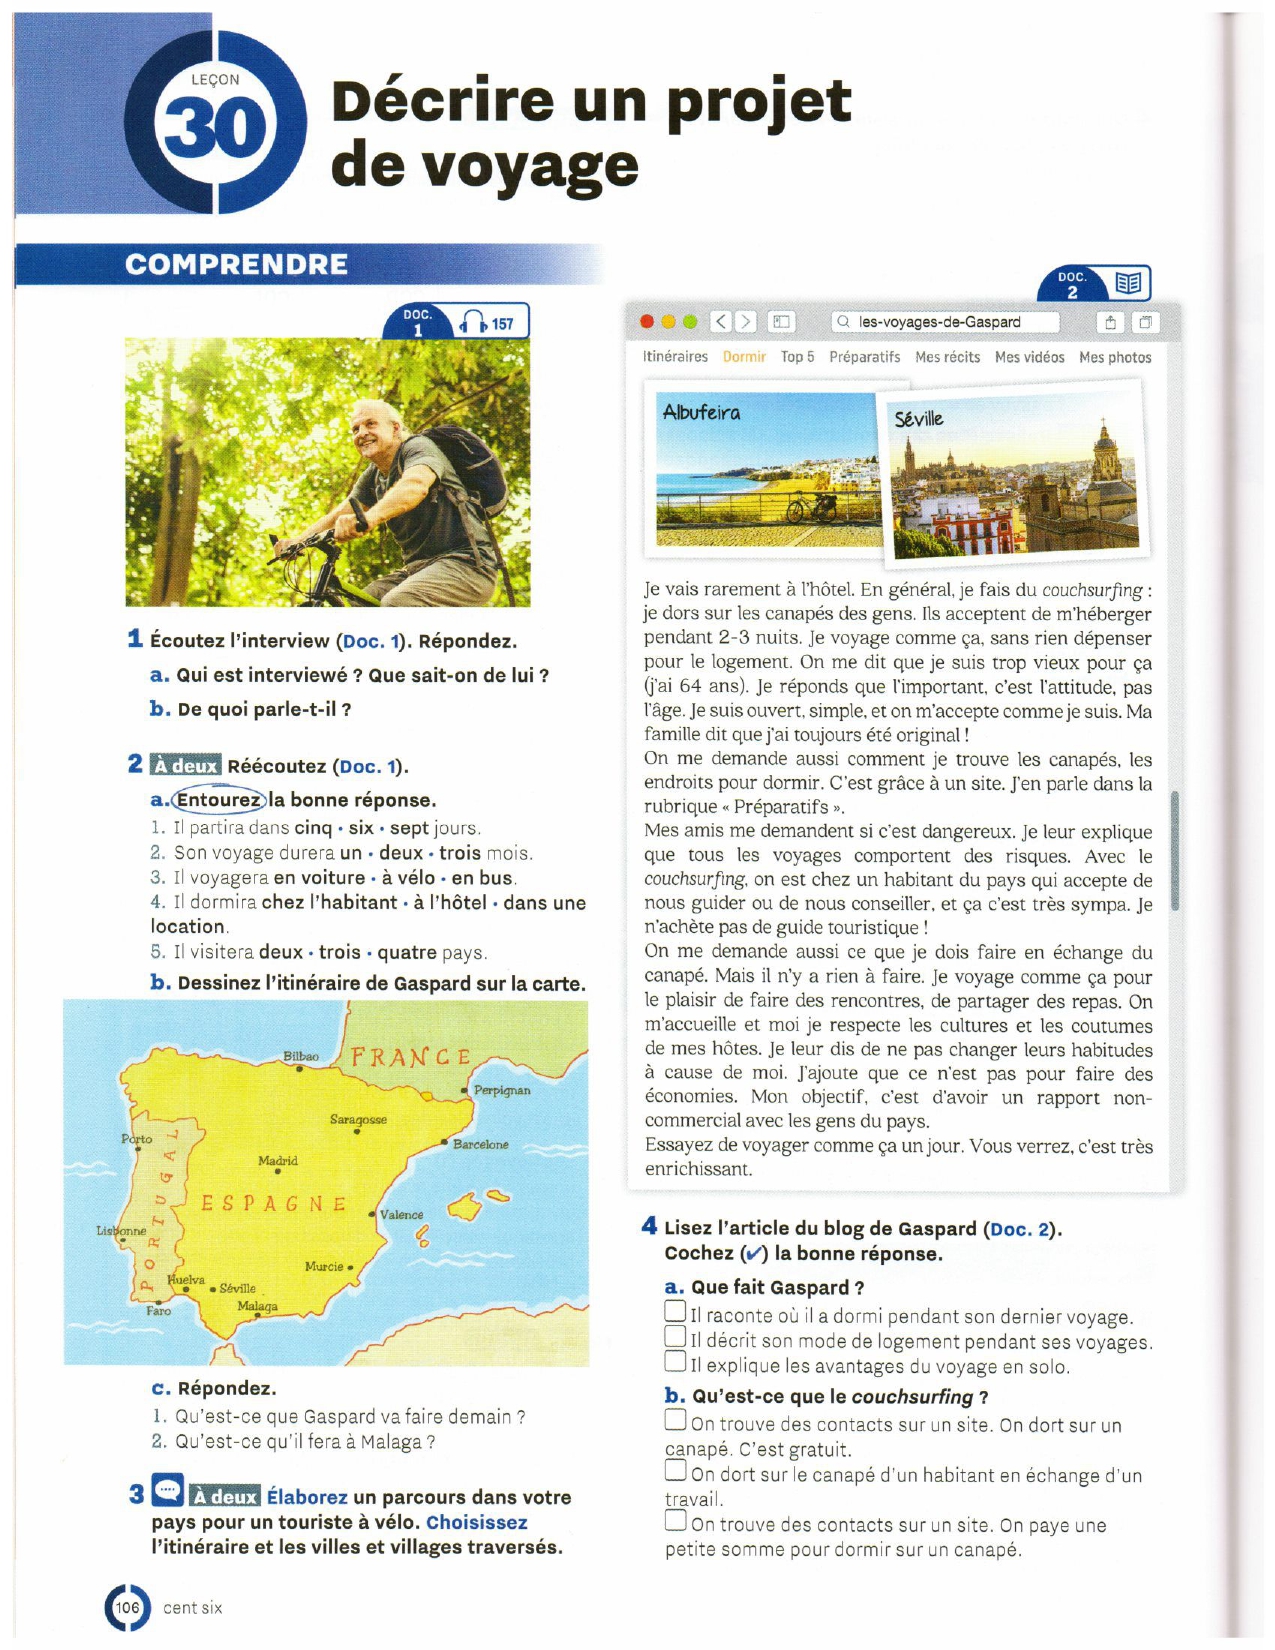 LEÇON
30
Décrire un projet
de voyage
COMPRENDRE
DOC.
1
157
1 Écoutez l'interview (Doc. 1). Répondez.
a. Qui est interviewé ? Que sait-on de lui ?
b. De quoi parle-t-il ?
2 À deux Réécoutez (Doc. 1).
a. Entourez la bonne réponse.
1. Il partira dans cinq • six • sept jours.
2. Son voyage durera un • deux • trois mois.
3. Il voyagera en voiture • à vélo • en bus.
4. Il dormira chez l'habitant • à l'hôtel • dans une
location.
5. Il visitera deux • trois • quatre pays.
b. Dessinez l'itinéraire de Gaspard sur la carte.
Bilbao
FRANCE
Perpignan
Saragosse
Porto
Barcelone
Madrid
PORTUGAL
ESPAGNE
Valence
Lisbonne
Murcie
Huelva
Séville
Faro
Malaga
c. Répondez.
1. Qu'est-ce que Gaspard va faire demain ?
2. Qu'est-ce qu'il fera à Malaga ?
3 À deux Élaborez un parcours dans votre
pays pour un touriste à vélo. Choisissez
l'itinéraire et les villes et villages traversés.
106 cent six
DOC.
2
les-voyages-de-Gaspard
Itinéraires Dormir Top 5 Préparatifs Mes récits Mes vidéos Mes photos
Albufeira
Séville
Je vais rarement à l'hôtel. En général, je fais du couchsurfing :
je dors sur les canapés des gens. Ils acceptent de m'héberger
pendant 2-3 nuits. Je voyage comme ça, sans rien dépenser
pour le logement. On me dit que je suis trop vieux pour ça
(j'ai 64 ans). Je réponds que l'important, c'est l'attitude, pas
l'âge. Je suis ouvert, simple, et on m'accepte comme je suis. Ma
famille dit que j'ai toujours été original !
On me demande aussi comment je trouve les canapés, les
endroits pour dormir. C'est grâce à un site. J'en parle dans la
rubrique « Préparatifs ».
Mes amis me demandent si c'est dangereux. Je leur explique
que tous les voyages comportent des risques. Avec le
couchsurfing, on est chez un habitant du pays qui accepte de
nous guider ou de nous conseiller, et ça c'est très sympa. Je
n'achète pas de guide touristique !
On me demande aussi ce que je dois faire en échange du
canapé. Mais il n'y a rien à faire. Je voyage comme ça pour
le plaisir de faire des rencontres, de partager des repas. On
m'accueille et moi je respecte les cultures et les coutumes
de mes hôtes. Je leur dis de ne pas changer leurs habitudes
à cause de moi. J'ajoute que ce n'est pas pour faire des
économies. Mon objectif, c'est d'avoir un rapport non-
commercial avec les gens du pays.
Essayez de voyager comme ça un jour. Vous verrez, c'est très
enrichissant.
4 Lisez l'article du blog de Gaspard (Doc. 2).
Cochez (✔) la bonne réponse.
a. Que fait Gaspard ?
Il raconte où il a dormi pendant son dernier voyage.
Il décrit son mode de logement pendant ses voyages.
Il explique les avantages du voyage en solo.
b. Qu'est-ce que le couchsurfing ?
On trouve des contacts sur un site. On dort sur un
canapé. C'est gratuit.
On dort sur le canapé d'un habitant en échange d'un
travail.
On trouve des contacts sur un site. On paye une
petite somme pour dormir sur un canapé.